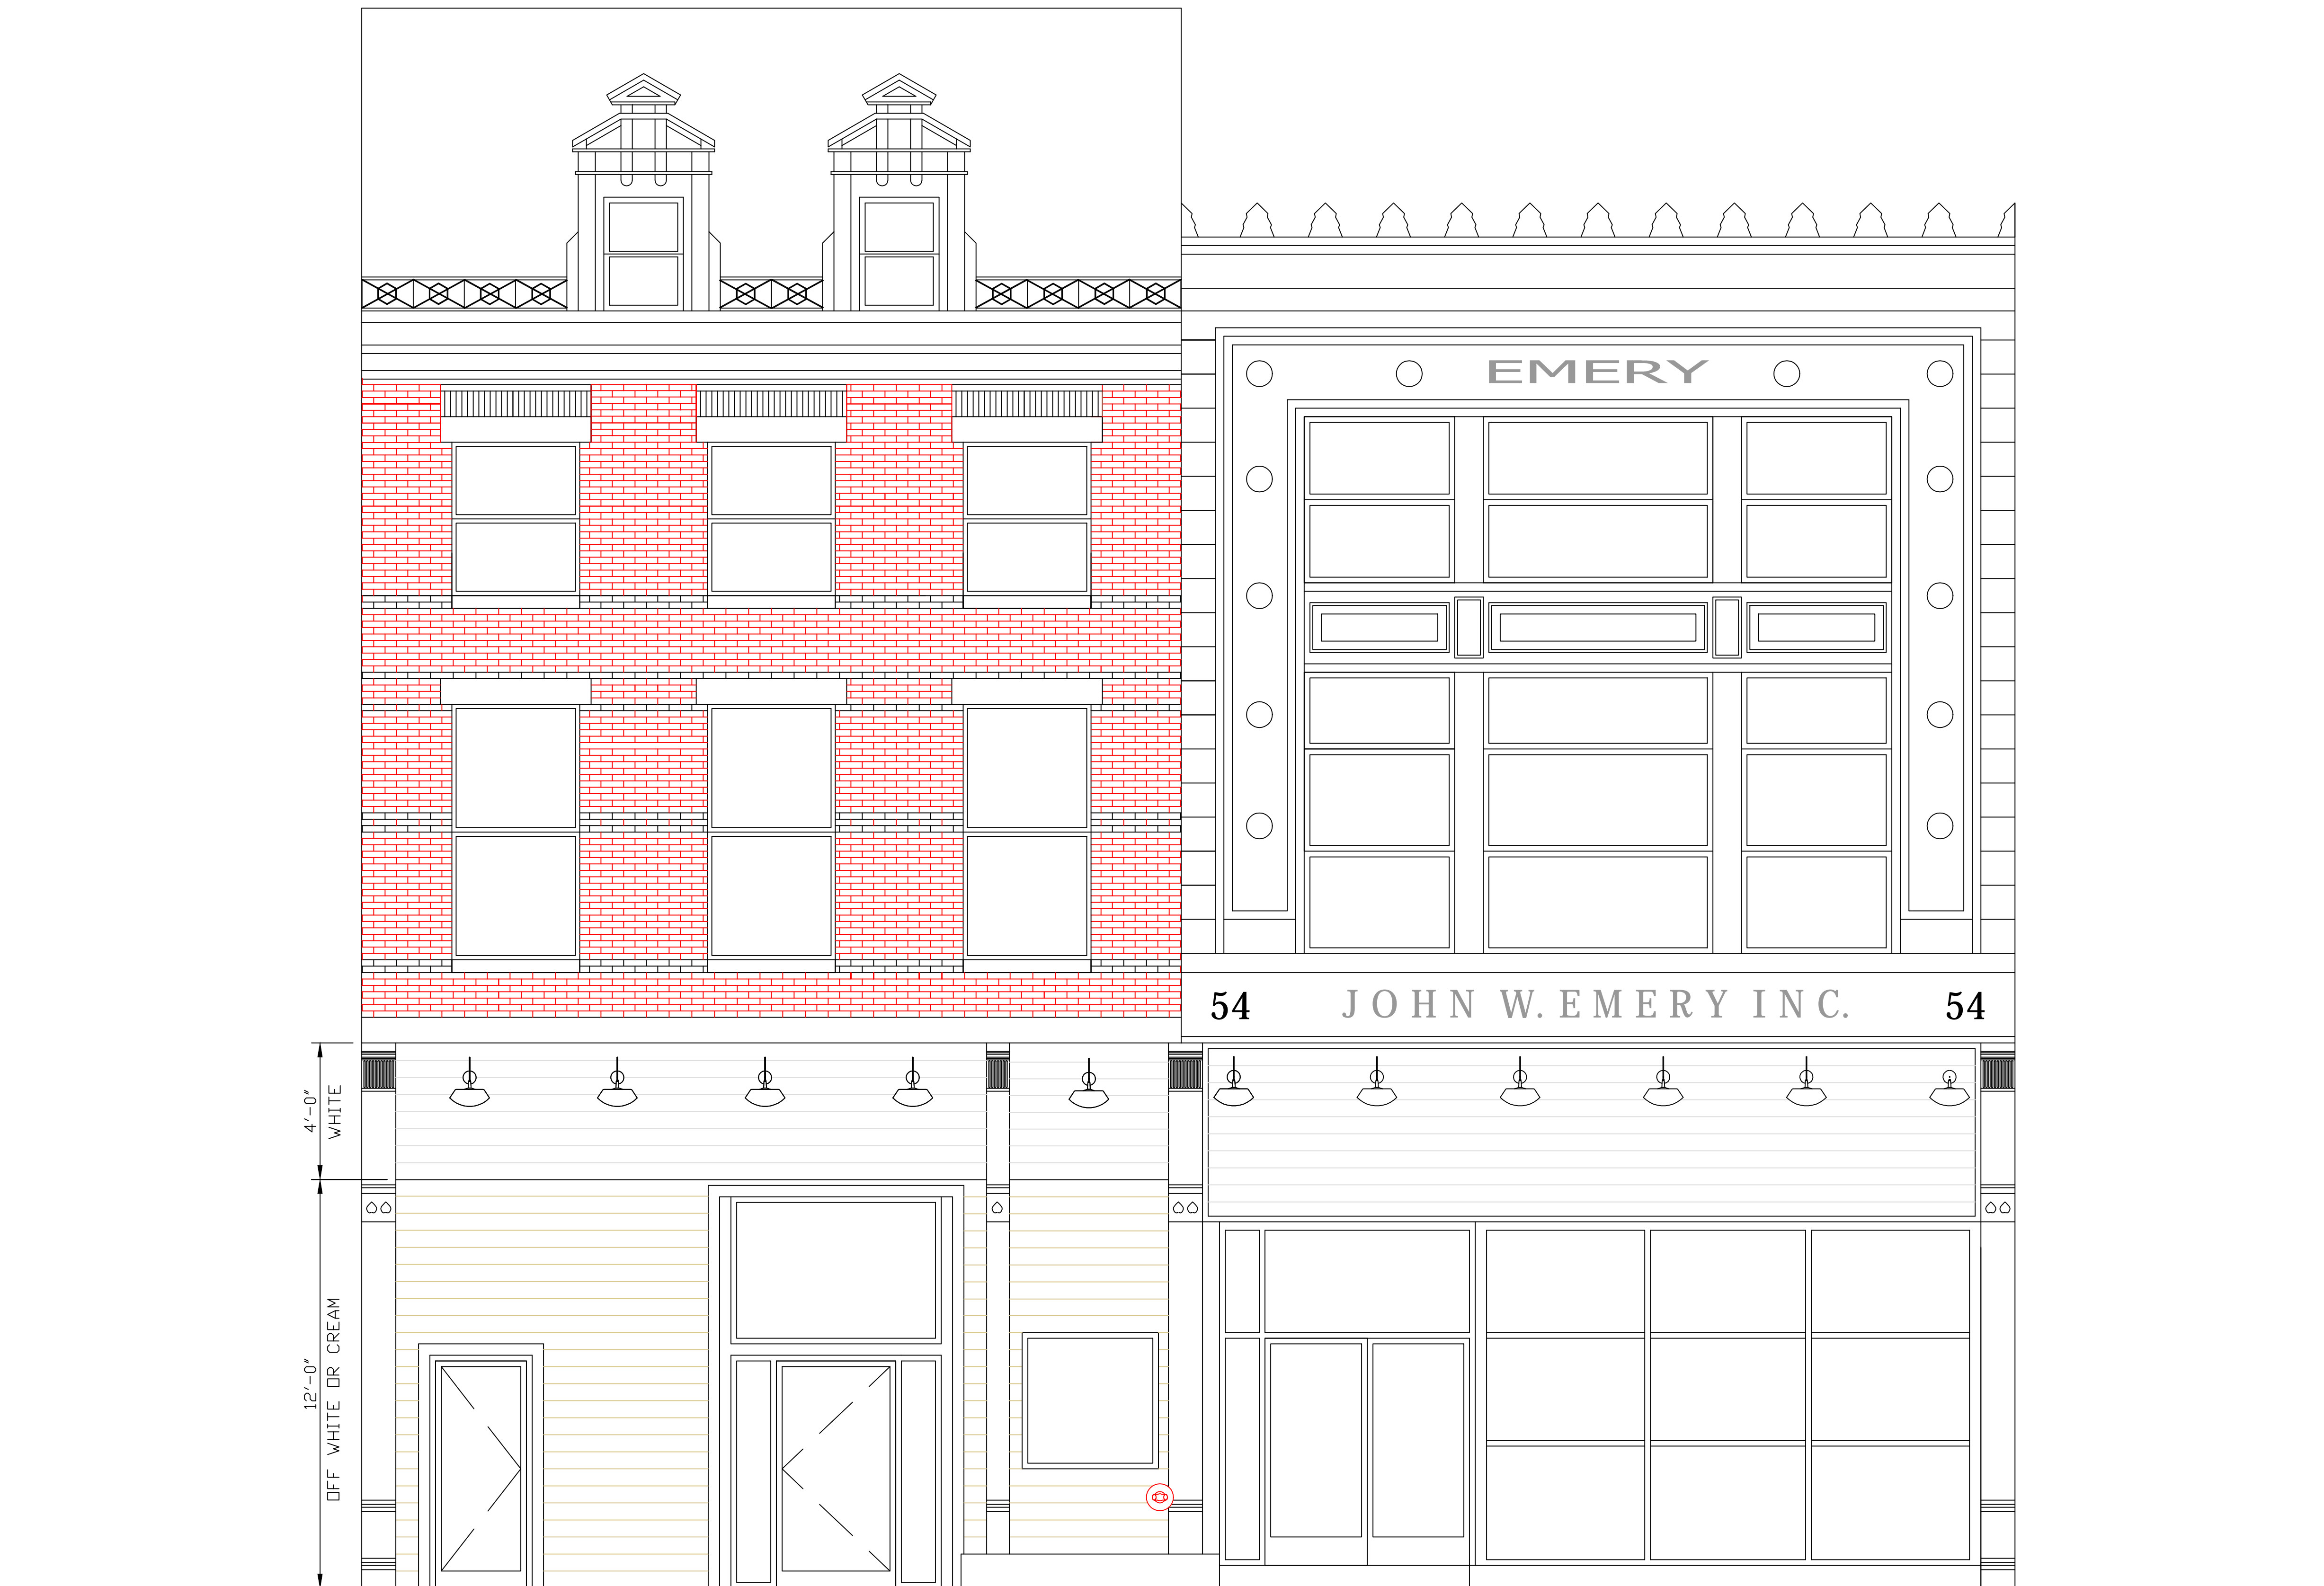 EMERY
54 JOHN W. EMERY INC. 54
4'-0"
WHITE
12'-0"
OFF WHITE OR CREAM